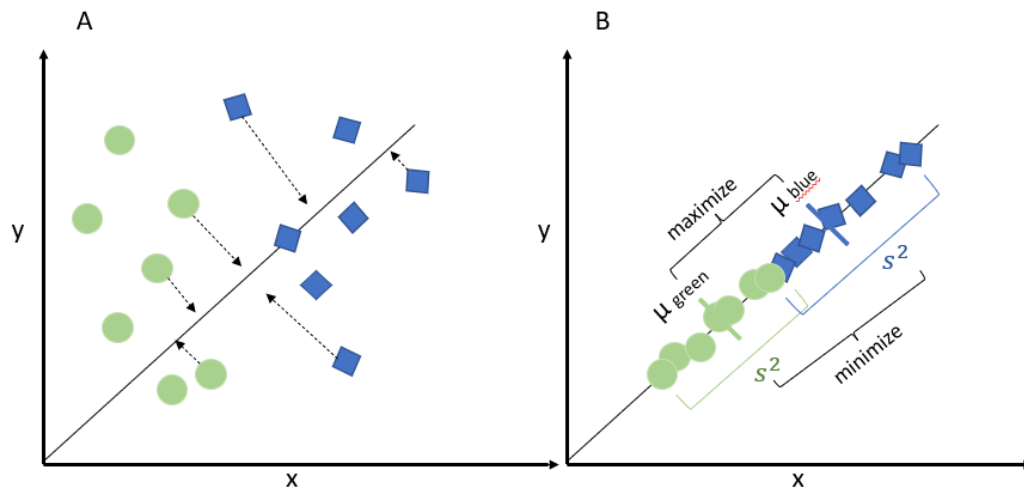 A
y
x
B
y
maximize
μ blue
μ green
s²
s²
minimize
x